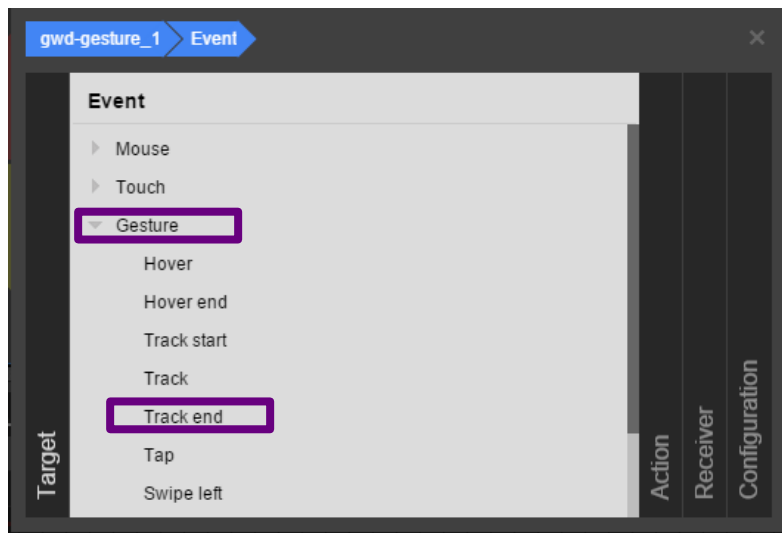 gwd-gesture_1 Event
Event
Mouse
Touch
Gesture
Hover
Hover end
Track start
Track
Track end
Tap
Swipe left
Target
Action
Receiver
Configuration